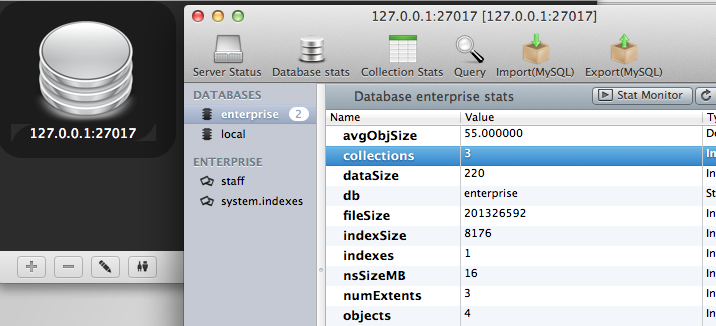 127.0.0.1:27017
127.0.0.1:27017 [127.0.0.1:27017]
Server Status Database stats Collection Stats Query Import(MySQL) Export(MySQL)
DATABASES
enterprise 2
local
ENTERPRISE
staff
system.indexes
Database enterprise stats Stat Monitor
Name Value
avgObjSize 55.000000
collections 3 In
dataSize 220 In
db enterprise St
fileSize 201326592 In
indexSize 8176 In
indexes 1 In
nsSizeMB 16 In
numExtents 3 In
objects 4 In